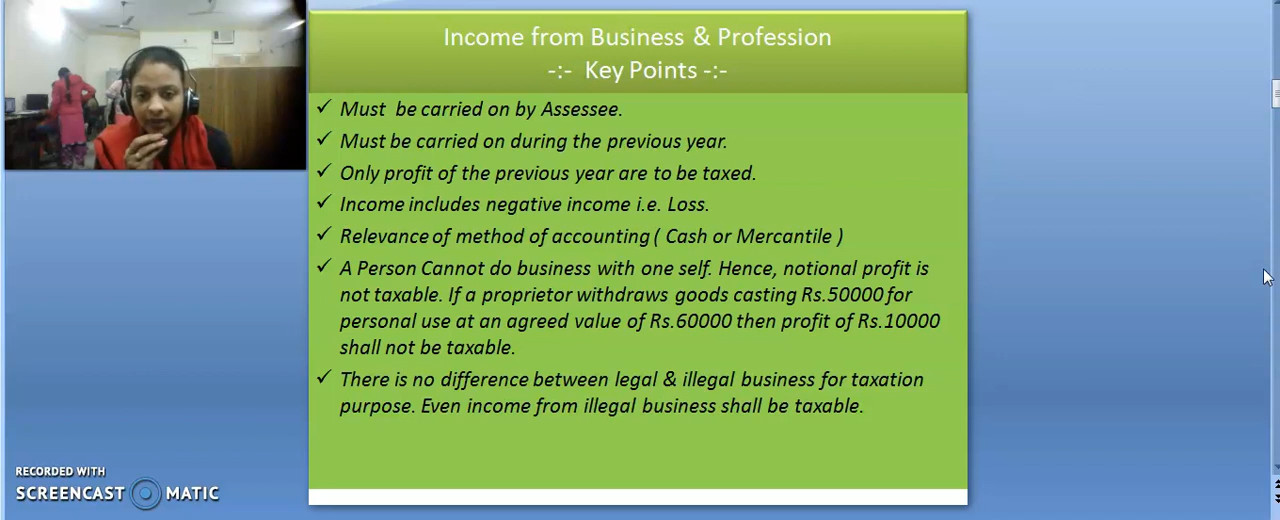 Income from Business & Profession
-:- Key Points -:-
Must be carried on by Assessee.
Must be carried on during the previous year.
Only profit of the previous year are to be taxed.
Income includes negative income i.e. Loss.
Relevance of method of accounting ( Cash or Mercantile )
A Person Cannot do business with one self. Hence, notional profit is
not taxable. If a proprietor withdraws goods casting Rs.50000 for
personal use at an agreed value of Rs.60000 then profit of Rs.10000
shall not be taxable.
There is no difference between legal & illegal business for taxation
purpose. Even income from illegal business shall be taxable.
RECORDED WITH
SCREENCAST MATIC